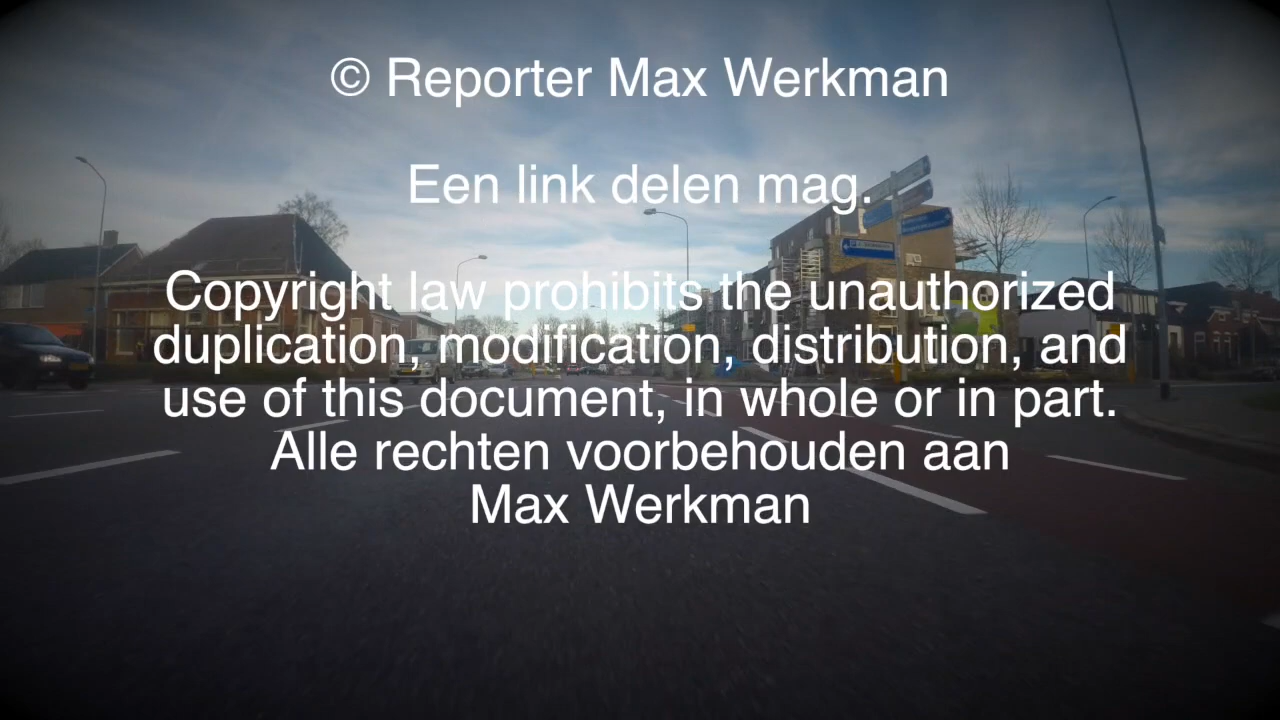 © Reporter Max Werkman
Een link delen mag.
Copyright law prohibits the unauthorized
duplication, modification, distribution, and
use of this document, in whole or in part.
Alle rechten voorbehouden aan
Max Werkman